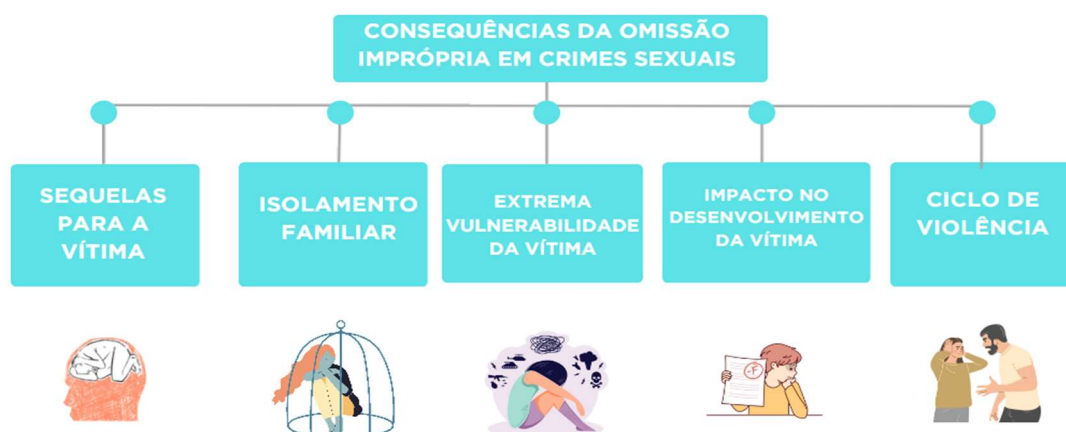 CONSEQUÊNCIAS DA OMISSÃO
IMPRÓPRIA EM CRIMES SEXUAIS
SEQUELAS
PARA A
VÍTIMA
ISOLAMENTO
FAMILIAR
EXTREMA
VULNERABILIDADE
DA VÍTIMA
IMPACTO NO
DESENVOLVIMENTO
DA VÍTIMA
CICLO DE
VIOLÊNCIA
F